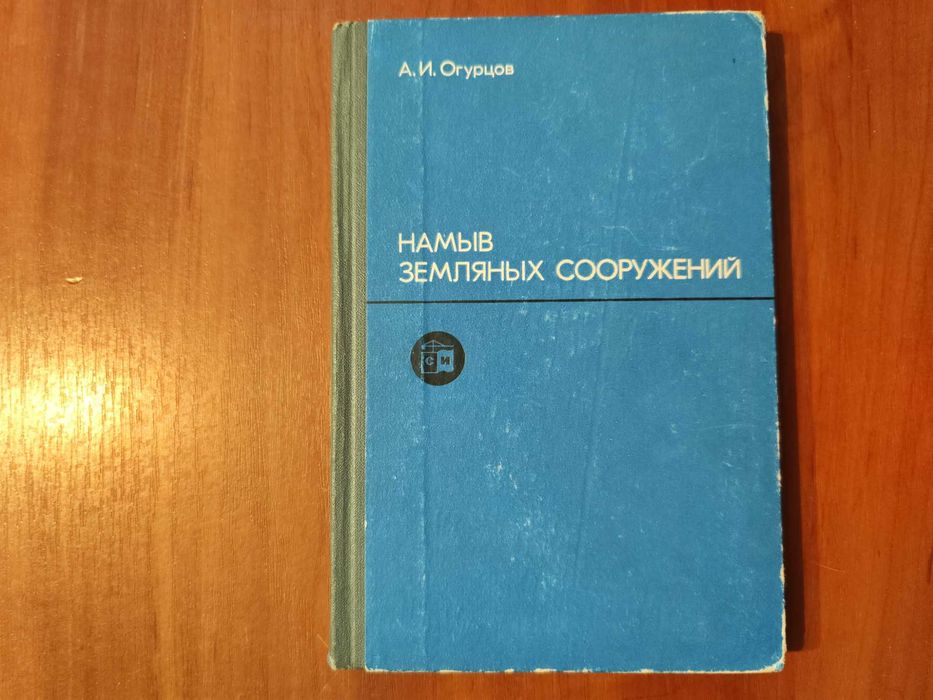 А. И. Огурцов
НАМЫВ
ЗЕМЛЯНЫХ СООРУЖЕНИЙ
С И